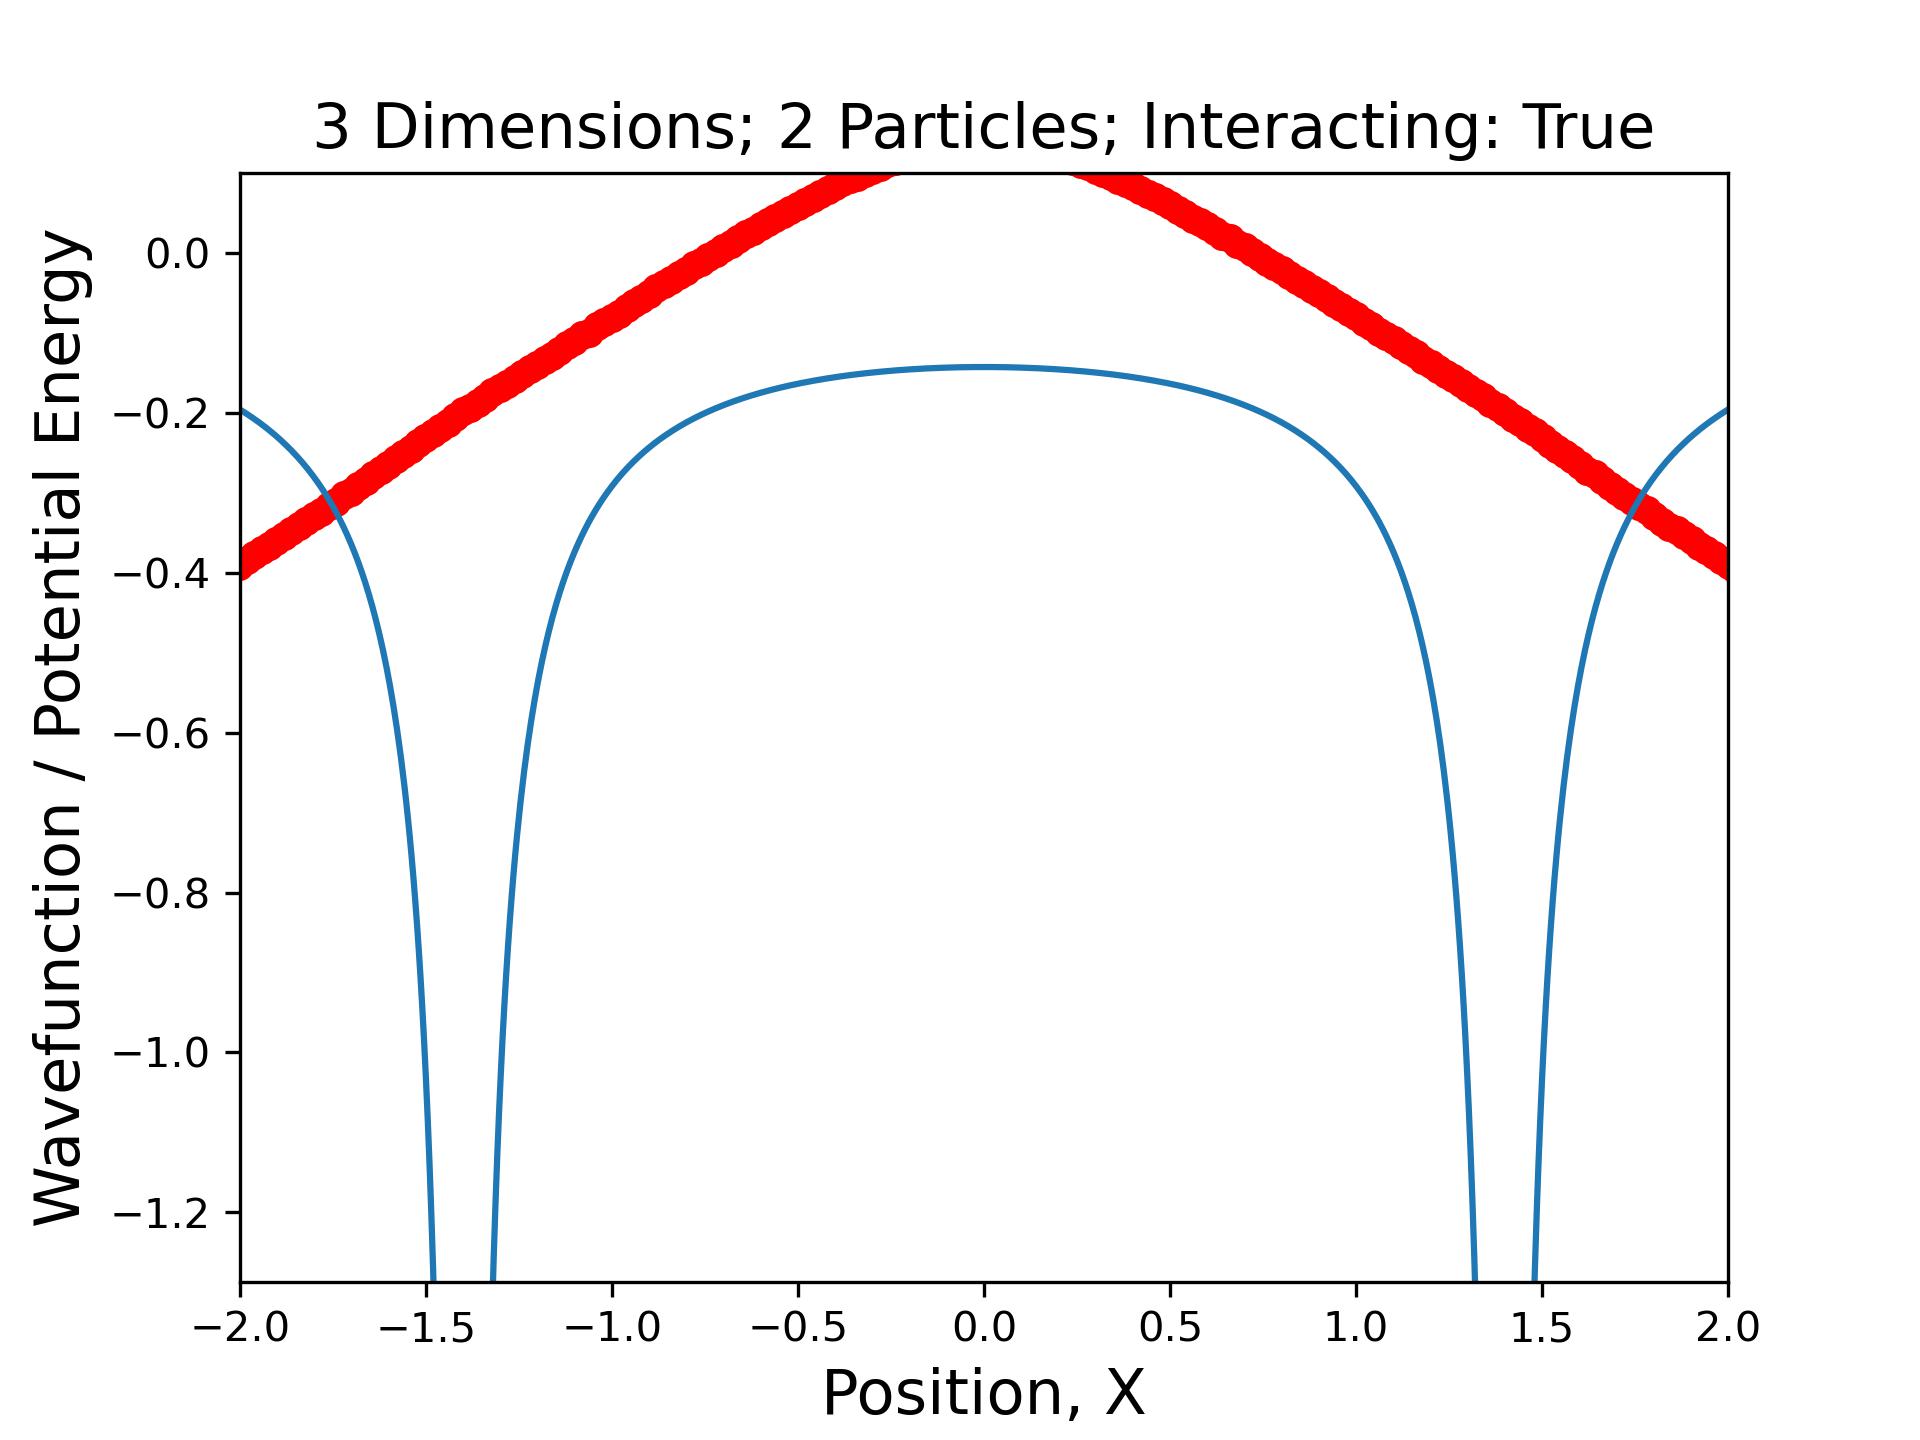 3 Dimensions; 2 Particles; Interacting: True
Wavefunction / Potential Energy
0.0
−0.2
−0.4
−0.6
−0.8
−1.0
−1.2
−2.0 −1.5 −1.0 −0.5 0.0 0.5 1.0 1.5 2.0
Position, X